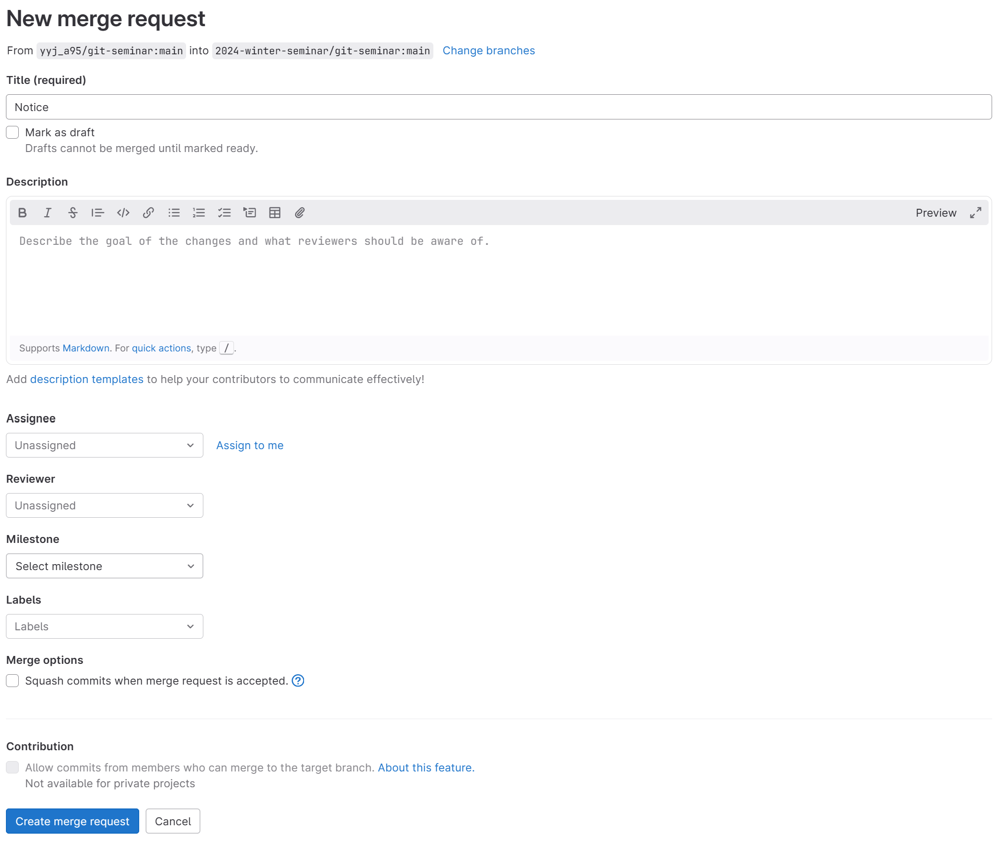 New merge request
From yyj_a95/git-seminar:main into 2024-winter-seminar/git-seminar:main Change branches
Title (required)
Notice
Mark as draft
Drafts cannot be merged until marked ready.
Description
Preview
Describe the goal of the changes and what reviewers should be aware of.
Supports Markdown. For quick actions, type /.
Add description templates to help your contributors to communicate effectively!
Assignee
Unassigned Assign to me
Reviewer
Unassigned
Milestone
Select milestone
Labels
Labels
Merge options
Squash commits when merge request is accepted.
Contribution
Allow commits from members who can merge to the target branch. About this feature.
Not available for private projects
Create merge request Cancel